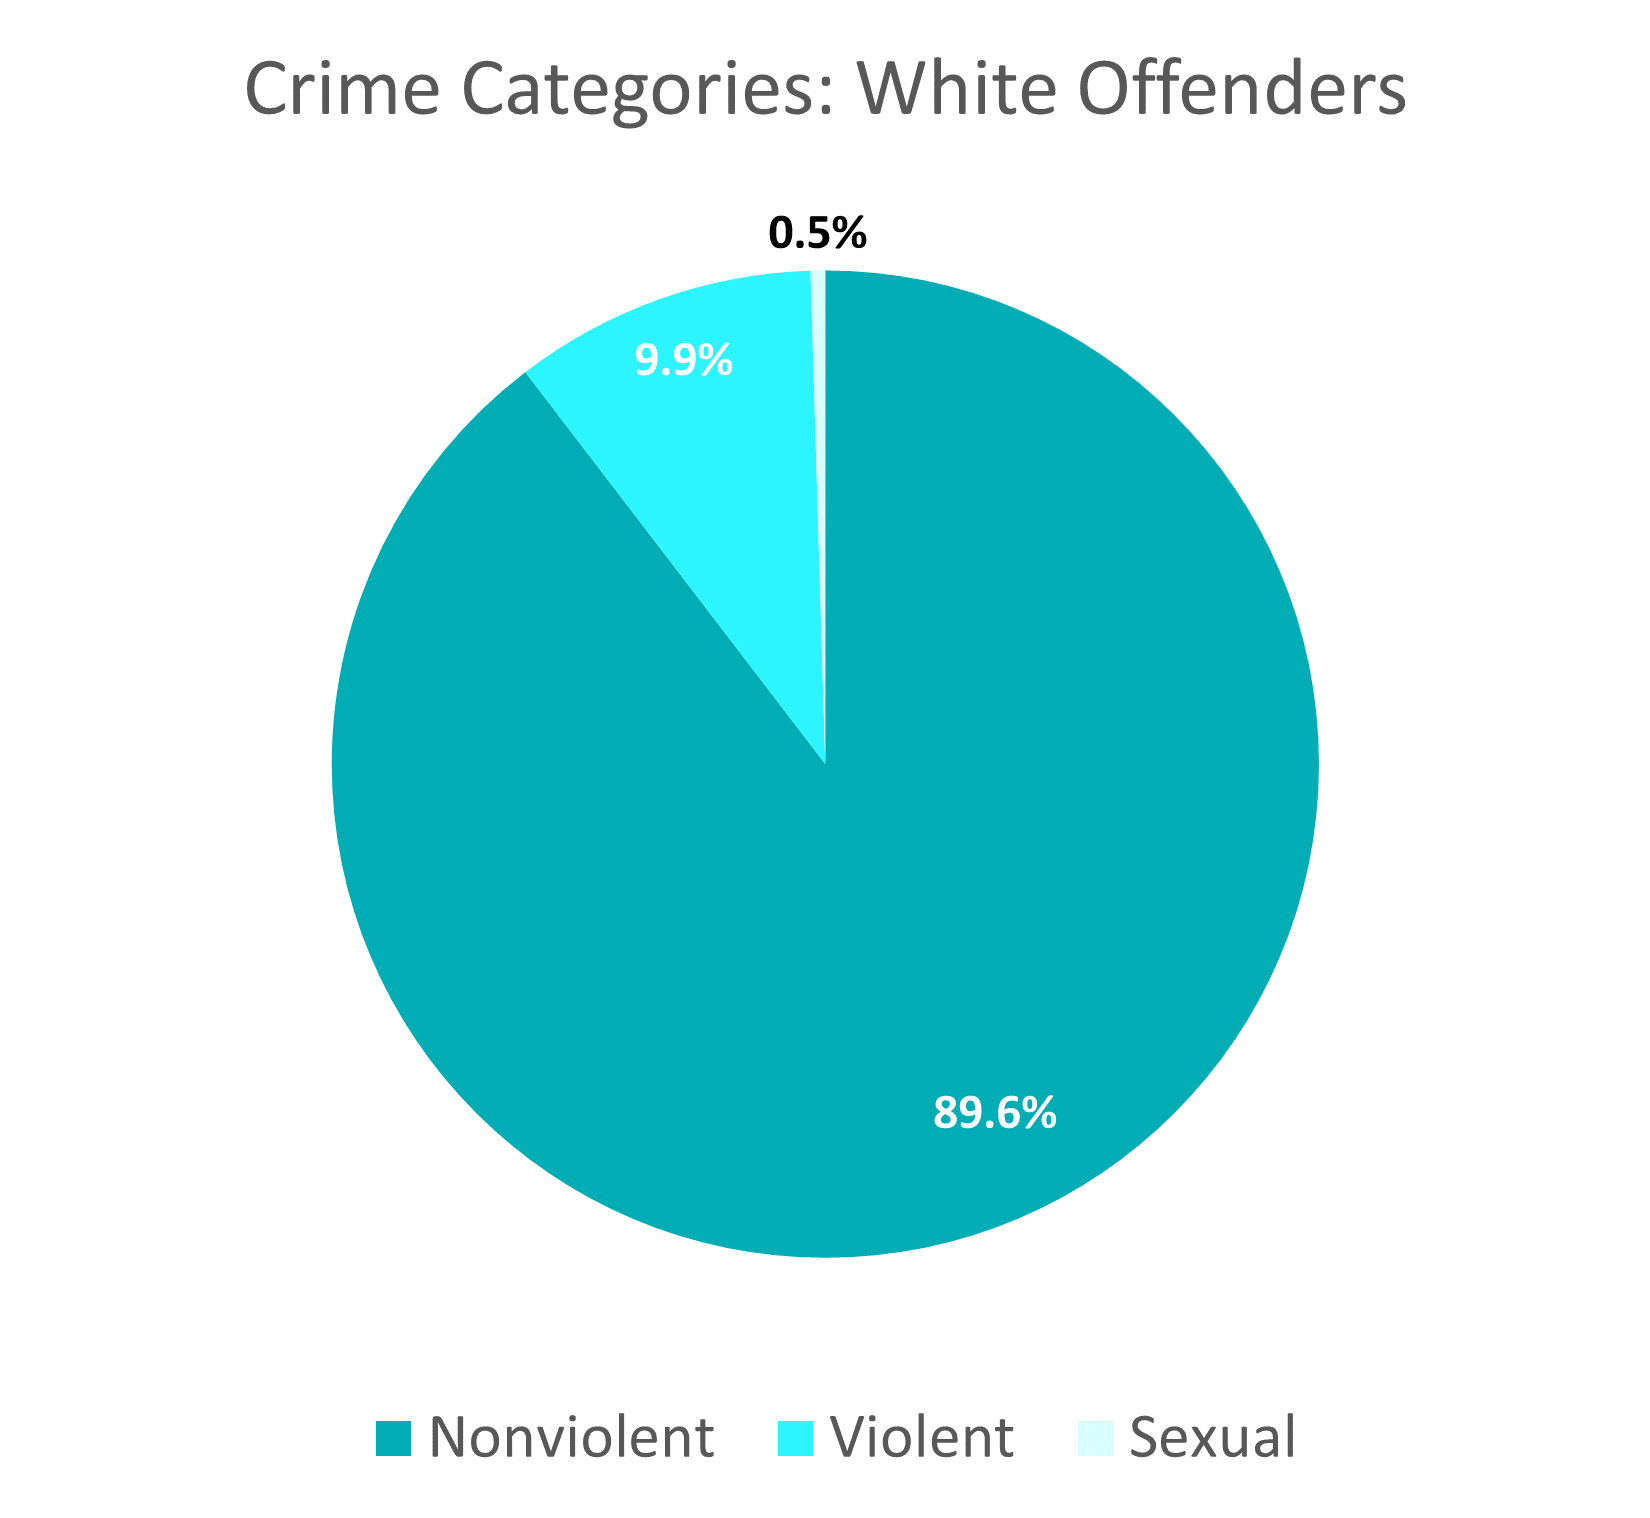 Crime Categories: White Offenders
0.5%
9.9%
89.6%
Nonviolent Violent Sexual